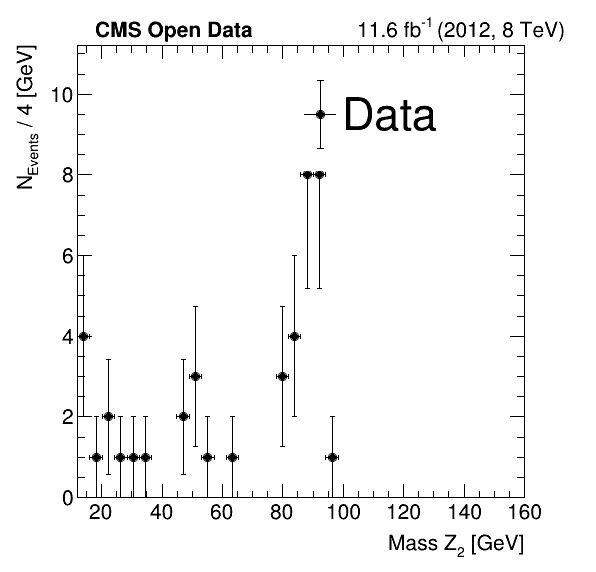 CMS Open Data 11.6 fb⁻¹ (2012, 8 TeV)
N_Events / 4 [GeV]
10
8
6
4
2
0
Data
20 40 60 80 100 120 140 160
Mass Z₂ [GeV]